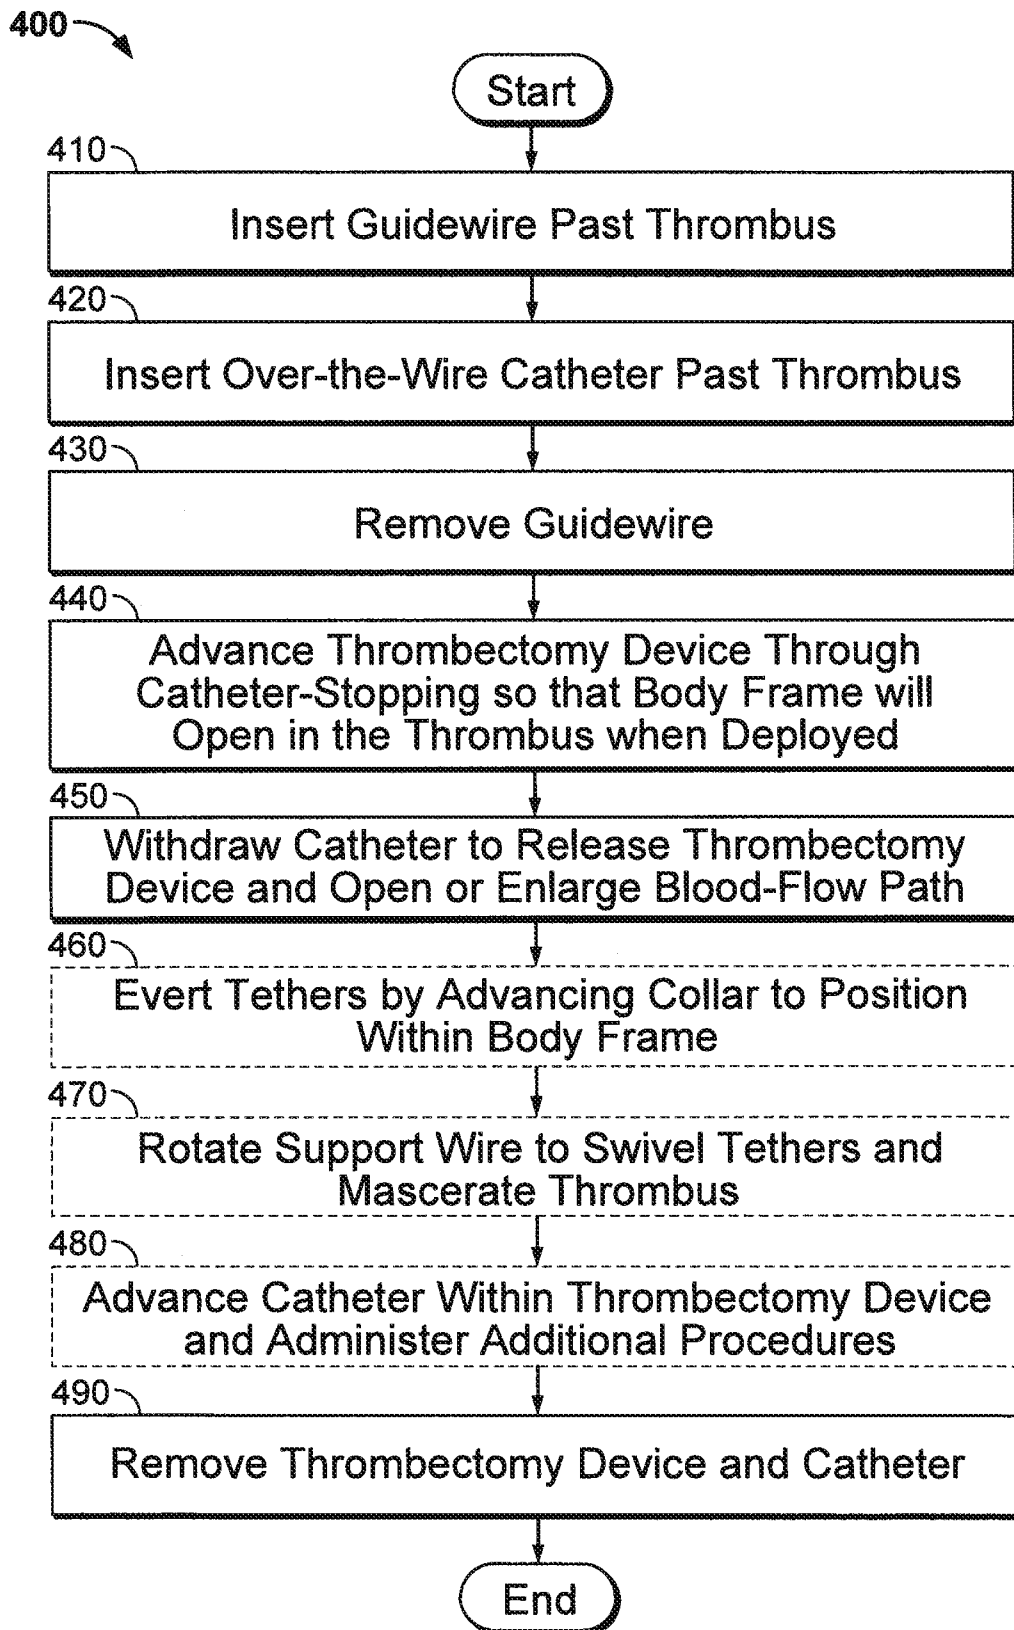 400
Start
410
Insert Guidewire Past Thrombus
420
Insert Over-the-Wire Catheter Past Thrombus
430
Remove Guidewire
440
Advance Thrombectomy Device Through
Catheter-Stopping so that Body Frame will
Open in the Thrombus when Deployed
450
Withdraw Catheter to Release Thrombectomy
Device and Open or Enlarge Blood-Flow Path
460
Evert Tethers by Advancing Collar to Position
Within Body Frame
470
Rotate Support Wire to Swivel Tethers and
Mascerate Thrombus
480
Advance Catheter Within Thrombectomy Device
and Administer Additional Procedures
490
Remove Thrombectomy Device and Catheter
End